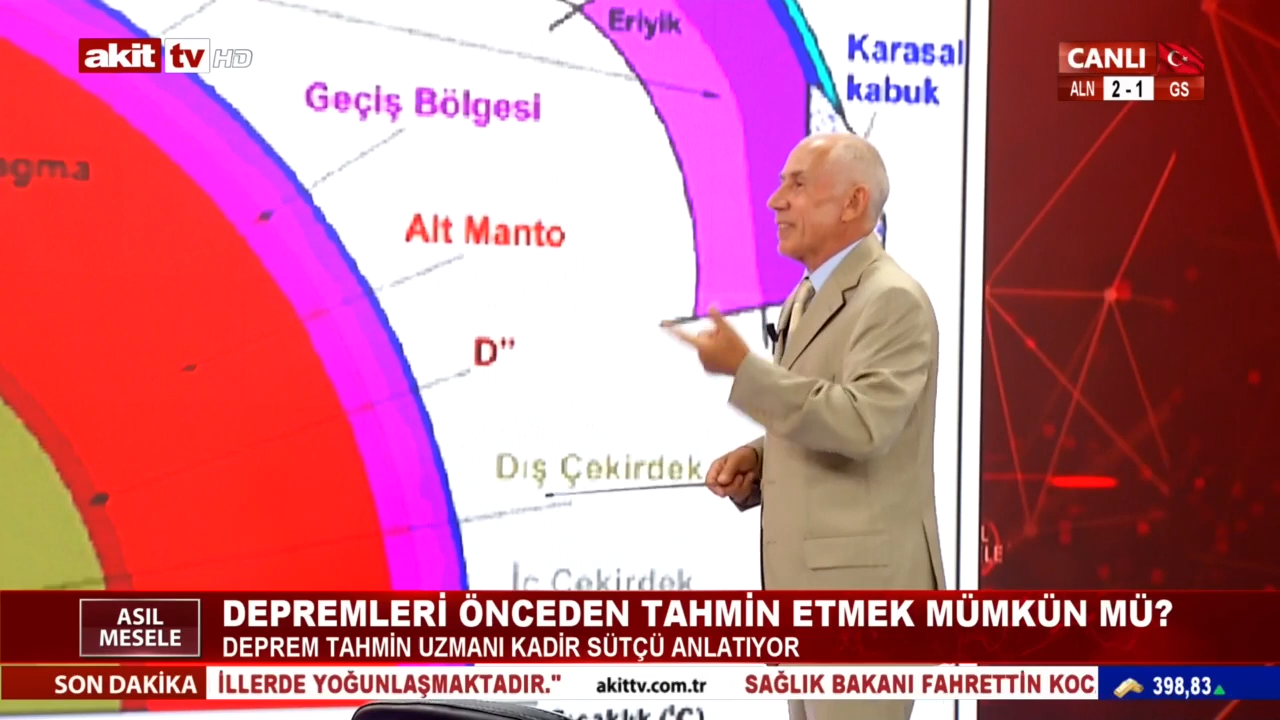 akit tv HD
Eriyik
Karasal
kabuk
CANLI
ALN 2 - 1 GS
Geçiş Bölgesi
Alt Manto
D"
Dış Çekirdek
İç Çekirdek
ASIL
MESELE
DEPREMLERİ ÖNCEDEN TAHMİN ETMEK MÜMKÜN MÜ?
DEPREM TAHMİN UZMANI KADİR SÜTÇÜ ANLATIYOR
SON DAKİKA
İLLERDE YOĞUNLAŞMAKTADIR."
akittv.com.tr
SAĞLIK BAKANI FAHRETTİN KOC
398,83